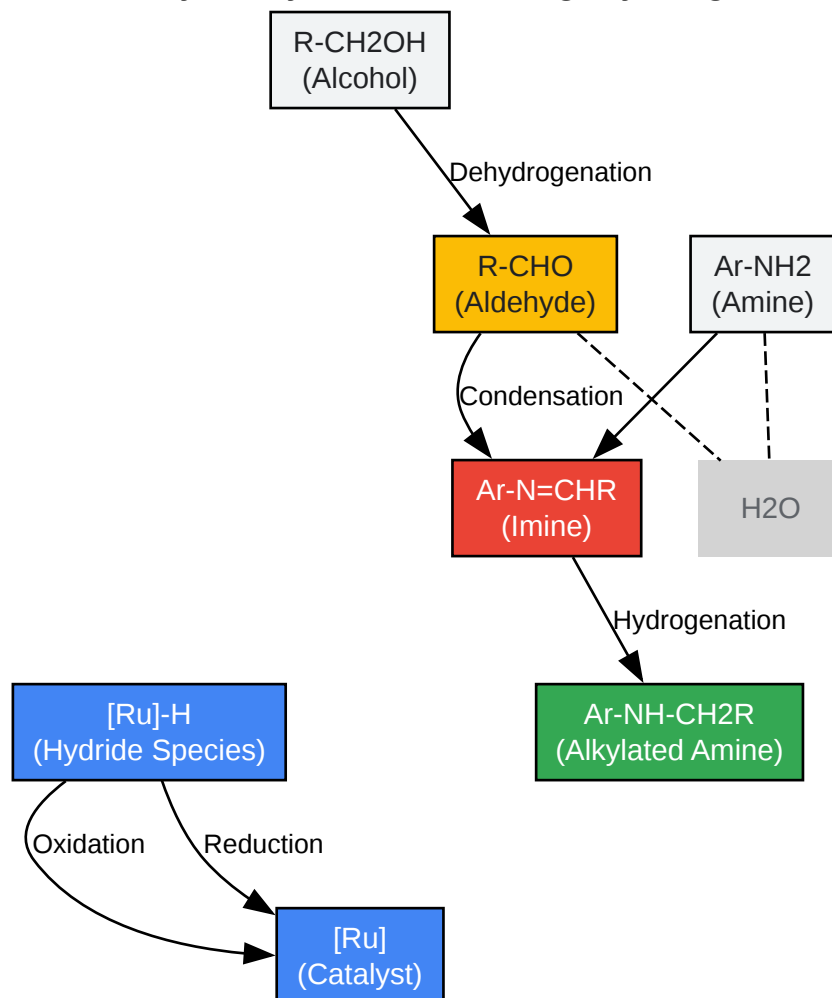 R-CH2OH
(Alcohol)
Dehydrogenation
R-CHO
(Aldehyde)
Ar-NH2
(Amine)
Condensation
Ar-N=CHR
(Imine)
H2O
Hydrogenation
[Ru]-H
(Hydride Species)
Ar-NH-CH2R
(Alkylated Amine)
Oxidation
Reduction
[Ru]
(Catalyst)